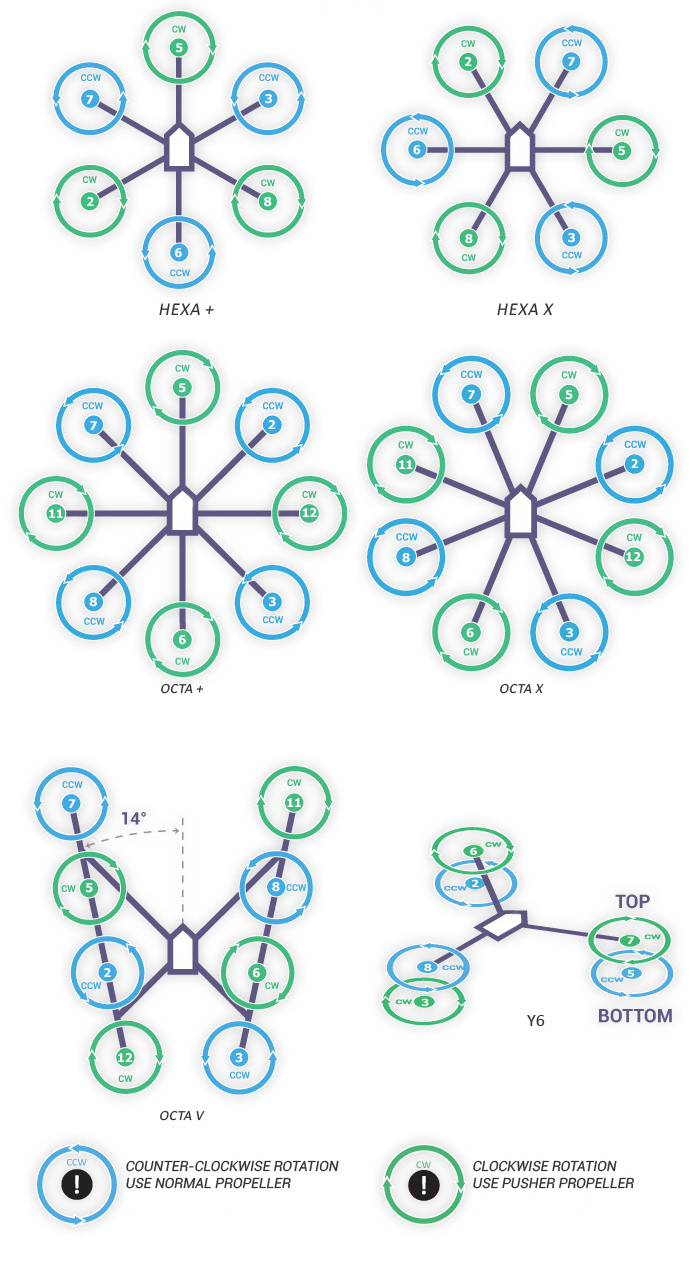 CW
5
CCW
7
CCW
3
CW
2
CW
8
6
CCW
HEXA +
CW
2
CCW
7
CCW
6
CW
5
8
CW
3
CCW
HEXA X
CW
5
CCW
7
CCW
2
CW
11
CW
12
8
CCW
3
CCW
6
CW
OCTA +
CCW
7
CW
5
CW
11
CCW
2
CCW
8
CW
12
6
CW
3
CCW
OCTA X
CCW
7
14°
CW
11
CW 5
8 CCW
2
CCW
6
CW
12
CW
3
CCW
OCTA V
6 CW
CCW 2
TOP
7 CW
8 CCW
5
CCW
CW 3
BOTTOM
Y6
CCW
!
COUNTER-CLOCKWISE ROTATION
USE NORMAL PROPELLER
CW
!
CLOCKWISE ROTATION
USE PUSHER PROPELLER